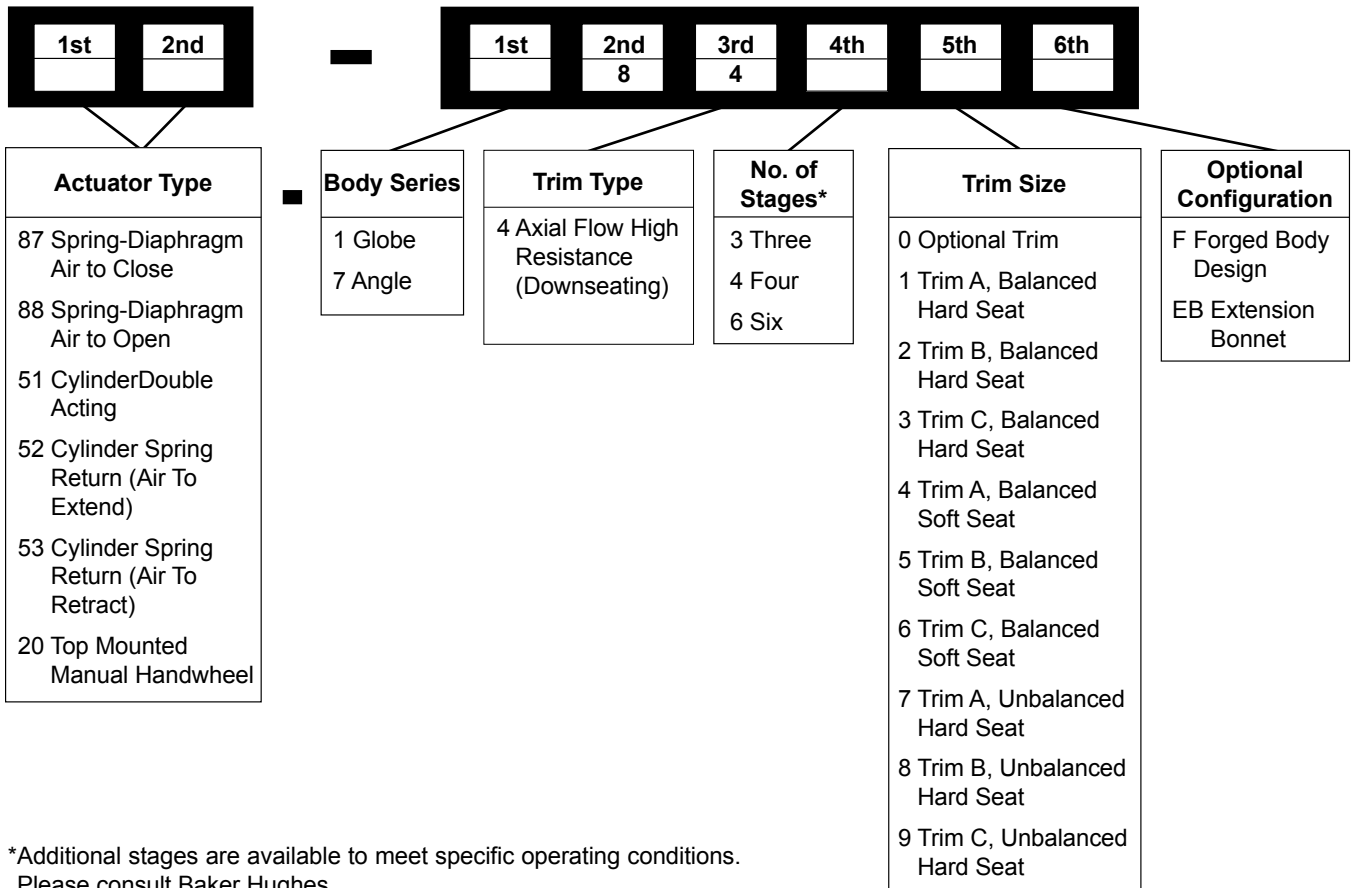 1st 2nd 1st 2nd 3rd 4th 5th 6th
8 4
Actuator Type
87 Spring-Diaphragm
Air to Close
88 Spring-Diaphragm
Air to Open
51 CylinderDouble
Acting
52 Cylinder Spring
Return (Air To
Extend)
53 Cylinder Spring
Return (Air To
Retract)
20 Top Mounted
Manual Handwheel
Body Series
1 Globe
7 Angle
Trim Type
4 Axial Flow High
Resistance
(Downseating)
No. of
Stages*
3 Three
4 Four
6 Six
Trim Size
0 Optional Trim
1 Trim A, Balanced
Hard Seat
2 Trim B, Balanced
Hard Seat
3 Trim C, Balanced
Hard Seat
4 Trim A, Balanced
Soft Seat
5 Trim B, Balanced
Soft Seat
6 Trim C, Balanced
Soft Seat
7 Trim A, Unbalanced
Hard Seat
8 Trim B, Unbalanced
Hard Seat
9 Trim C, Unbalanced
Hard Seat
Optional
Configuration
F Forged Body
Design
EB Extension
Bonnet
*Additional stages are available to meet specific operating conditions.
Please consult Baker Hughes